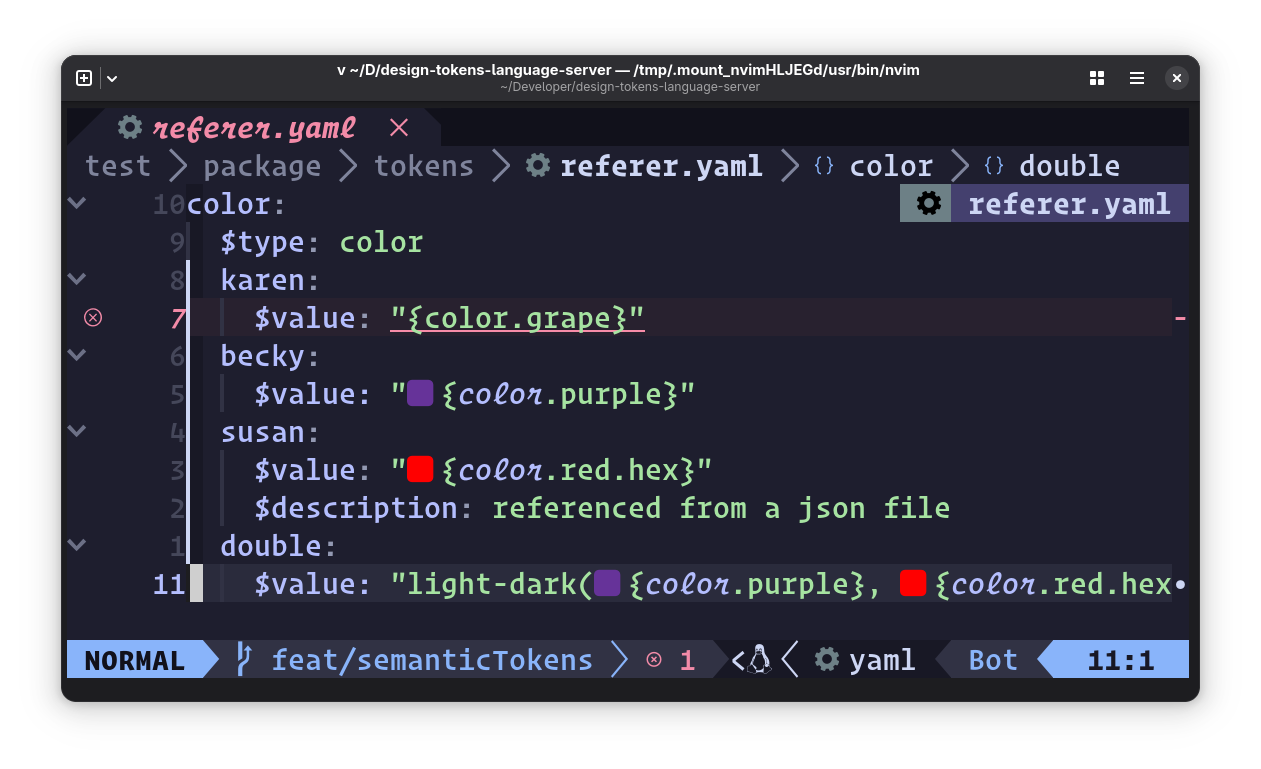 v ~/D/design-tokens-language-server — /tmp/.mount_nvimHLJEGd/usr/bin/nvim
~/Developer/design-tokens-language-server
referer.yaml
test package tokens referer.yaml {} color {} double
10 color: referer.yaml
9 $type: color
8 karen:
7 $value: "{color.grape}"
6 becky:
5 $value: "{color.purple}"
4 susan:
3 $value: "{color.red.hex}"
2 $description: referenced from a json file
1 double:
11 $value: "light-dark({color.purple}, {color.red.hex
NORMAL feat/semanticTokens 1 < yaml Bot 11:1